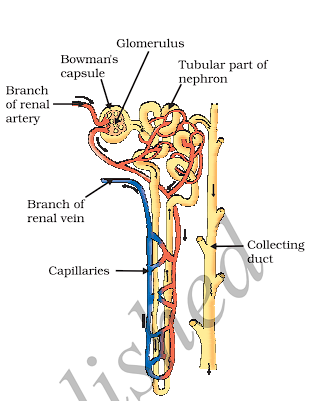 Glomerulus
Bowman's
capsule
Tubular part of
nephron
Branch
of renal
artery
Branch of
renal vein
Collecting
duct
Capillaries
lished